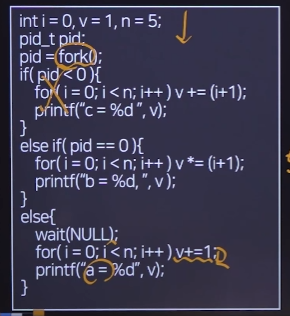 int i = 0, v = 1, n = 5;
pid_t pid;
pid = fork();
if( pid < 0 ){
for( i = 0; i < n; i++ ) v += (i+1);
printf("c = %d ", v);
}
else if( pid == 0 ){
for( i = 0; i < n; i++ ) v *= (i+1);
printf("b = %d, ", v);
}
else{
wait(NULL);
for( i = 0; i < n; i++ ) v+=1;
printf("a = %d", v);
}